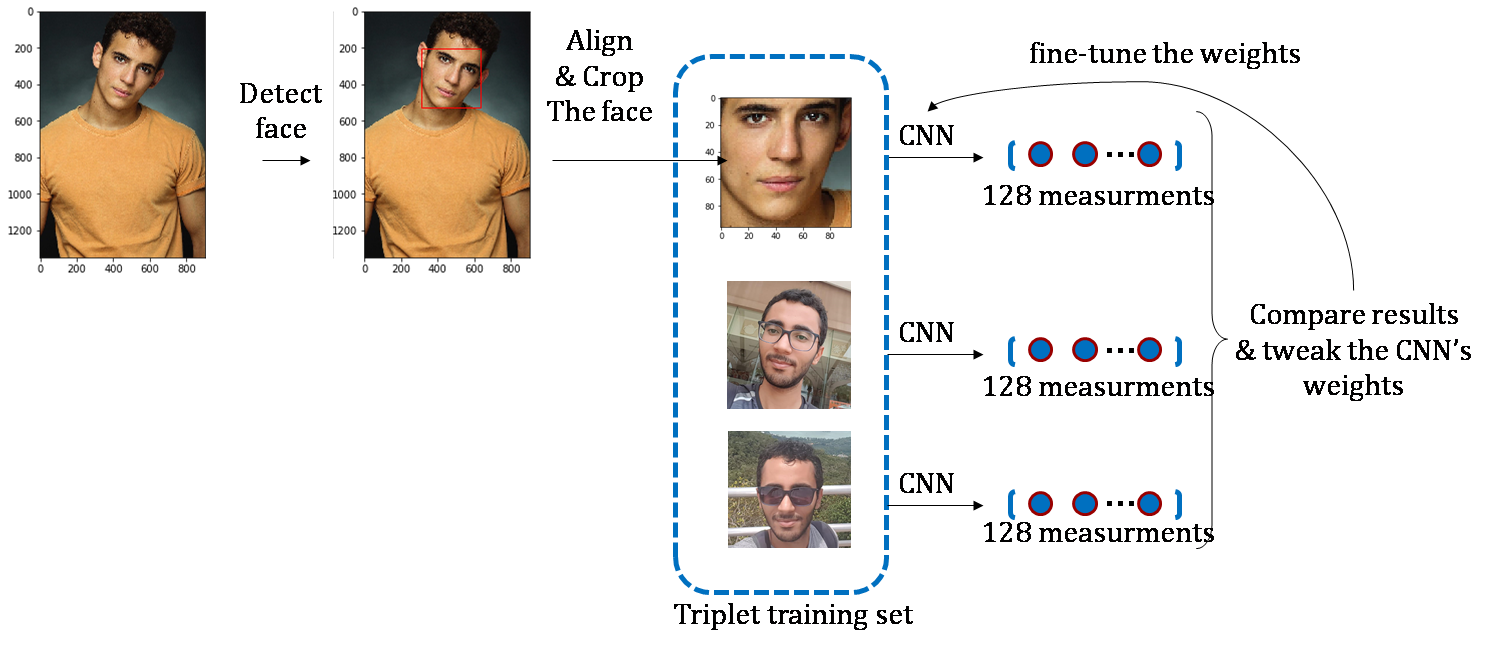 0
200
400
600
800
1000
1200
0 200 400 600 800
Detect
face
0
200
400
600
800
1000
1200
0 200 400 600 800
Align
& Crop
The face
0
20
40
60
80
0 20 40 60 80
Triplet training set
CNN
128 measurments
CNN
128 measurments
CNN
128 measurments
fine-tune the weights
Compare results
& tweak the CNN's
weights